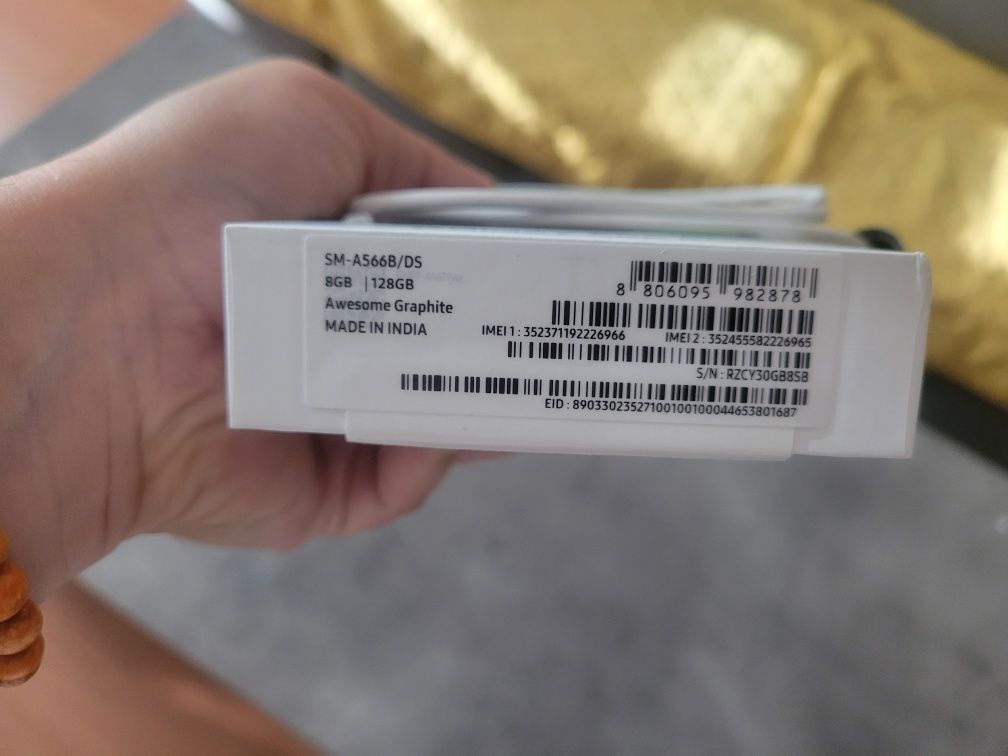 SM-A566B/DS
8GB | 128GB
Awesome Graphite
MADE IN INDIA
8 806095 982878
IMEI 1 : 352371192226966
IMEI 2 : 352455582226965
S/N : RZCY30GB8SB
EID : 89033023527100100100044653801687